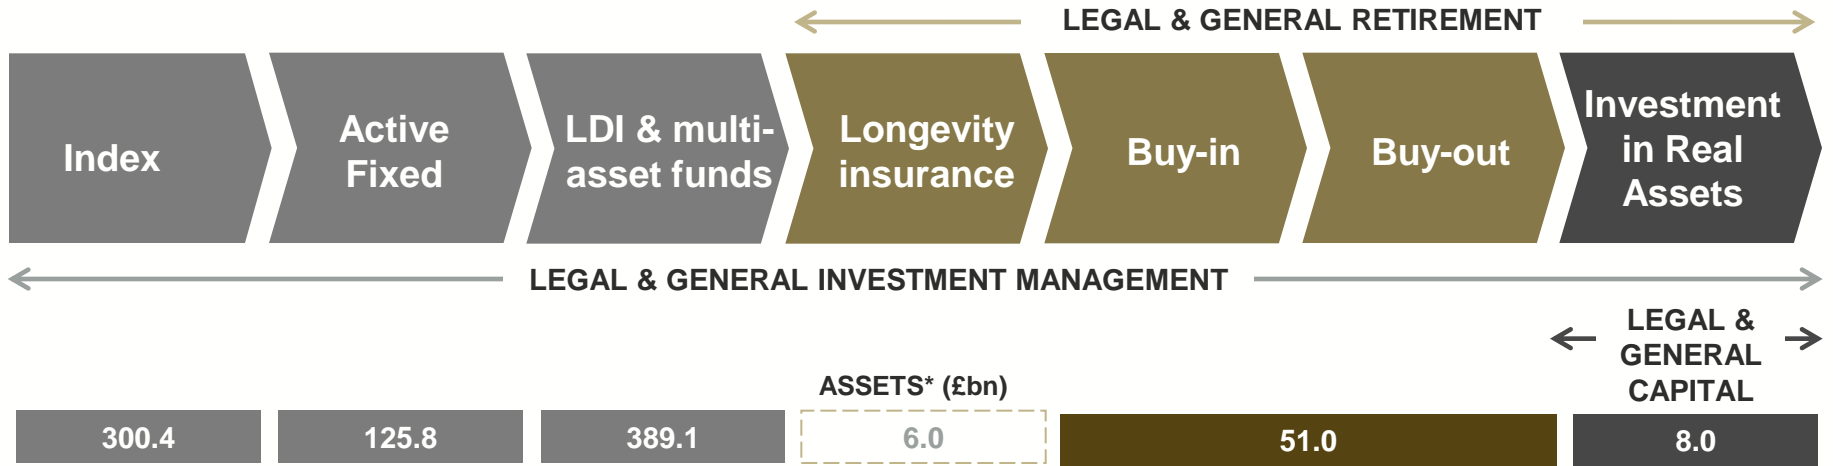 LEGAL & GENERAL RETIREMENT
Index
Active
Fixed
LDI & multi-
asset funds
Longevity
insurance
Buy-in
Buy-out
Investment
in Real
Assets
LEGAL & GENERAL INVESTMENT MANAGEMENT
LEGAL &
GENERAL
CAPITAL
ASSETS* (£bn)
300.4
125.8
389.1
6.0
51.0
8.0